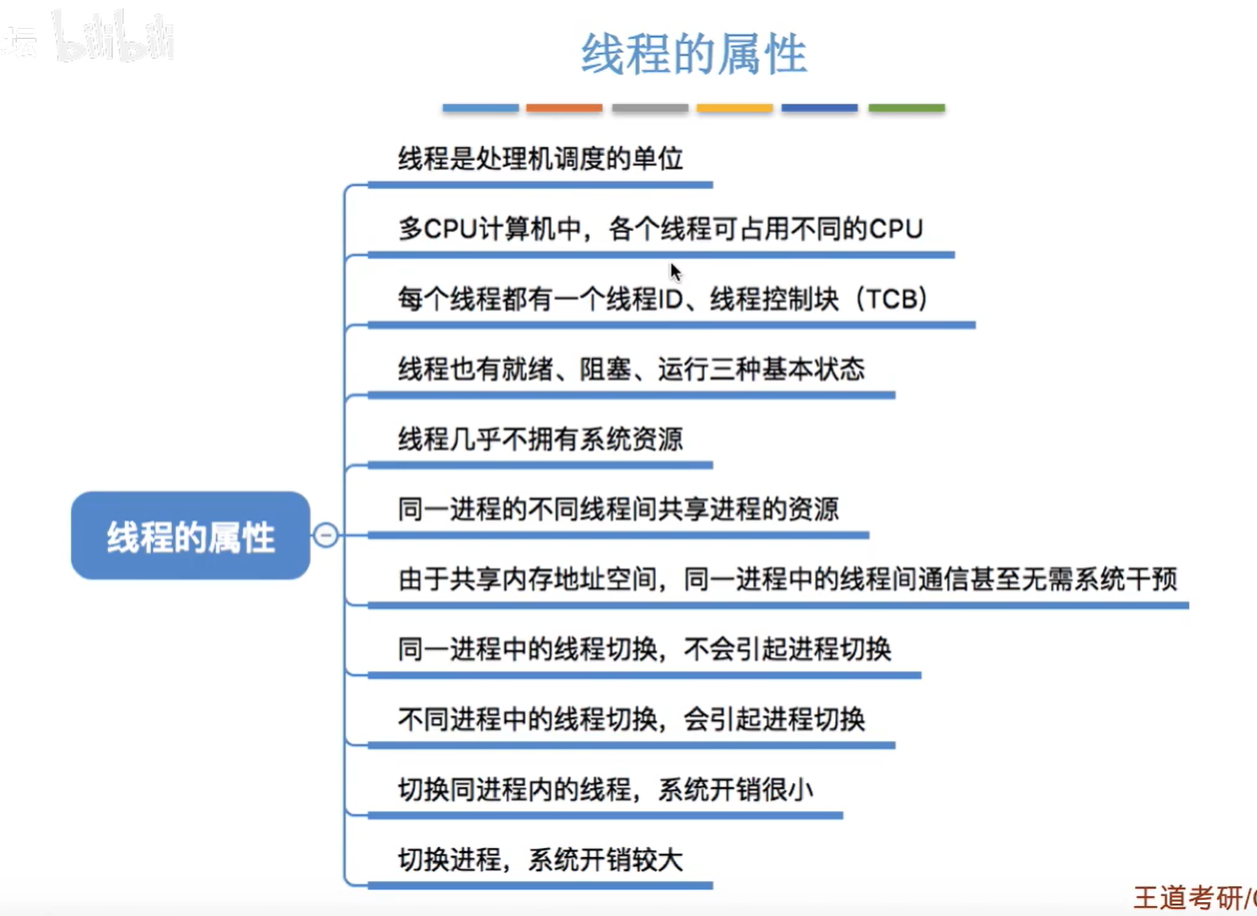 坛 bilibili
线程的属性
线程是处理机调度的单位
多CPU计算机中，各个线程可占用不同的CPU
每个线程都有一个线程ID、线程控制块（TCB）
线程也有就绪、阻塞、运行三种基本状态
线程几乎不拥有系统资源
同一进程的不同线程间共享进程的资源
线程的属性
由于共享内存地址空间，同一进程中的线程间通信甚至无需系统干预
同一进程中的线程切换，不会引起进程切换
不同进程中的线程切换，会引起进程切换
切换同进程内的线程，系统开销很小
切换进程，系统开销较大
王道考研/